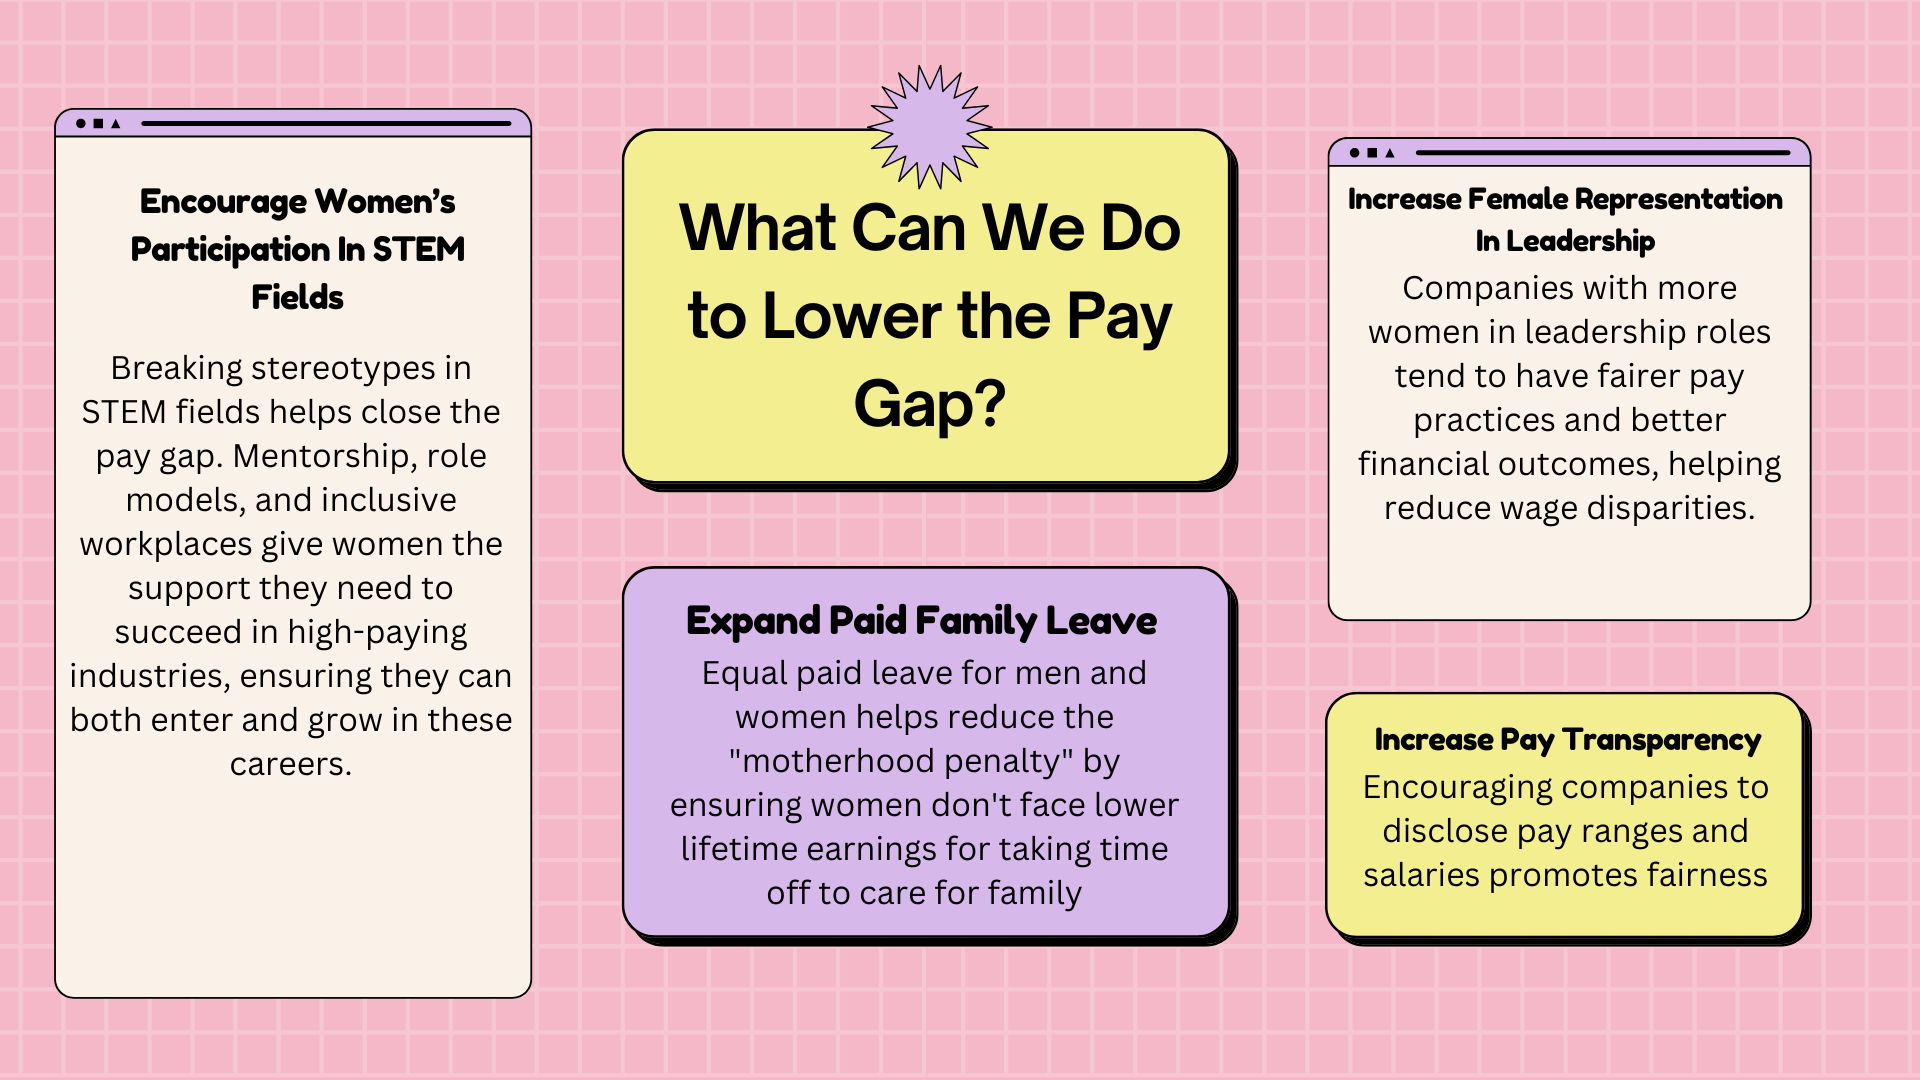 Encourage Women’s
Participation In STEM
Fields
Breaking stereotypes in
STEM fields helps close the
pay gap. Mentorship, role
models, and inclusive
workplaces give women the
support they need to
succeed in high-paying
industries, ensuring they can
both enter and grow in these
careers.
What Can We Do
to Lower the Pay
Gap?
Expand Paid Family Leave
Equal paid leave for men and
women helps reduce the
"motherhood penalty" by
ensuring women don't face lower
lifetime earnings for taking time
off to care for family
Increase Female Representation
In Leadership
Companies with more
women in leadership roles
tend to have fairer pay
practices and better
financial outcomes, helping
reduce wage disparities.
Increase Pay Transparency
Encouraging companies to
disclose pay ranges and
salaries promotes fairness